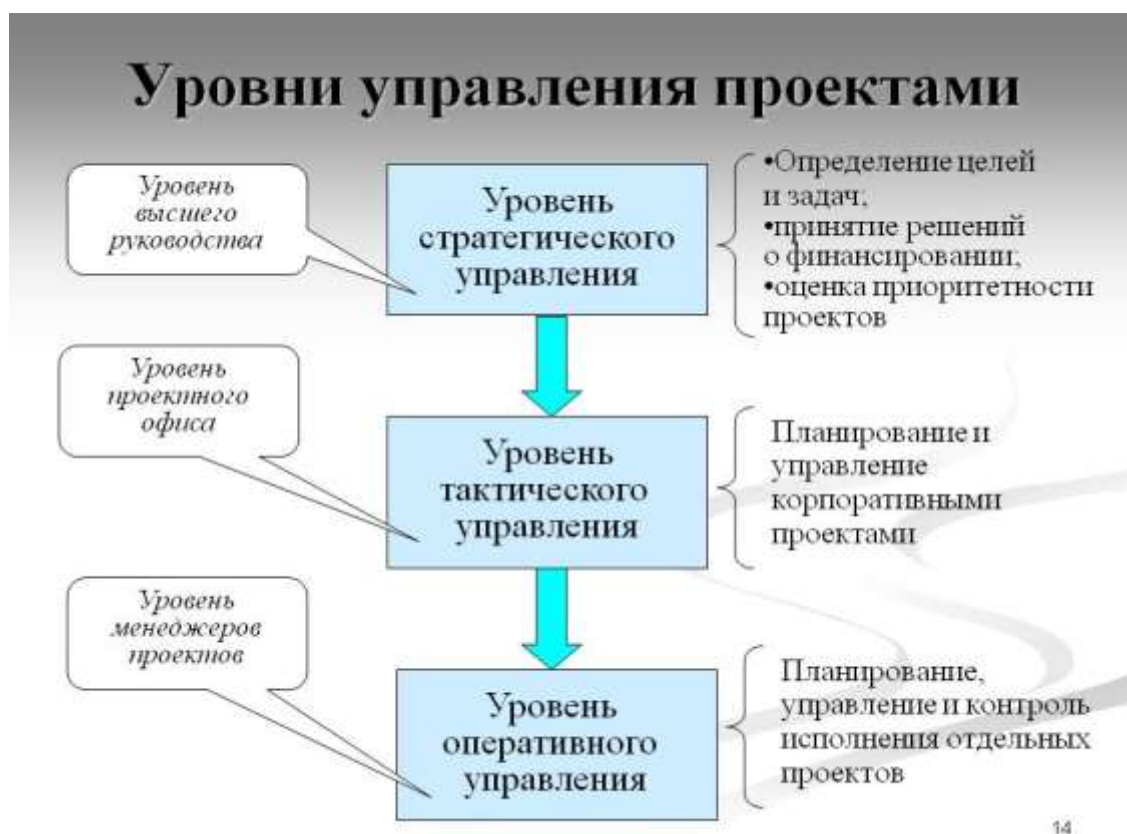 Уровни управления проектами
Уровень
высшего
руководства
Уровень
стратегического
управления
•Определение целей
и задач;
•принятие решений
о финансировании;
•оценка приоритетности
проектов
Уровень
проектного
офиса
Уровень
тактического
управления
Планирование и
управление
корпоративными
проектами
Уровень
менеджеров
проектов
Уровень
оперативного
управления
Планирование,
управление и контроль
исполнения отдельных
проектов
14